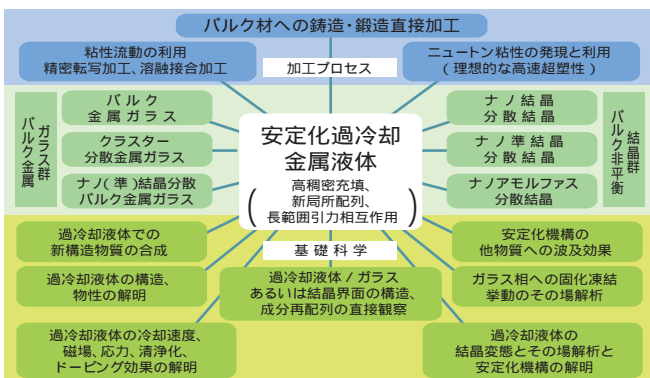 バルク材への鋳造・鍛造直接加工
粘性流動の利用
精密転写加工、溶融接合加工
加工プロセス
ニュートン粘性の発現と利用
(理想的な高速超塑性)
バルク金属
ガラス群
バルク
金属ガラス
クラスター
分散金属ガラス
ナノ(準)結晶分散
バルク金属ガラス
安定化過冷却
金属液体
(高稠密充填、
新局所配列、
長範囲引力相互作用)
ナノ結晶
分散結晶
ナノ準結晶
分散結晶
ナノアモルファス
分散結晶
バルク非平衡
結晶群
基礎科学
過冷却液体での
新構造物質の合成
過冷却液体の構造、
物性の解明
過冷却液体の冷却速度、
磁場、応力、清浄化、
ドーピング効果の解明
過冷却液体/ガラス
あるいは結晶界面の構造、
成分再配列の直接観察
安定化機構の
他物質への波及効果
ガラス相への固化凍結
挙動のその場解析
過冷却液体の
結晶変態とその場解析と
安定化機構の解明